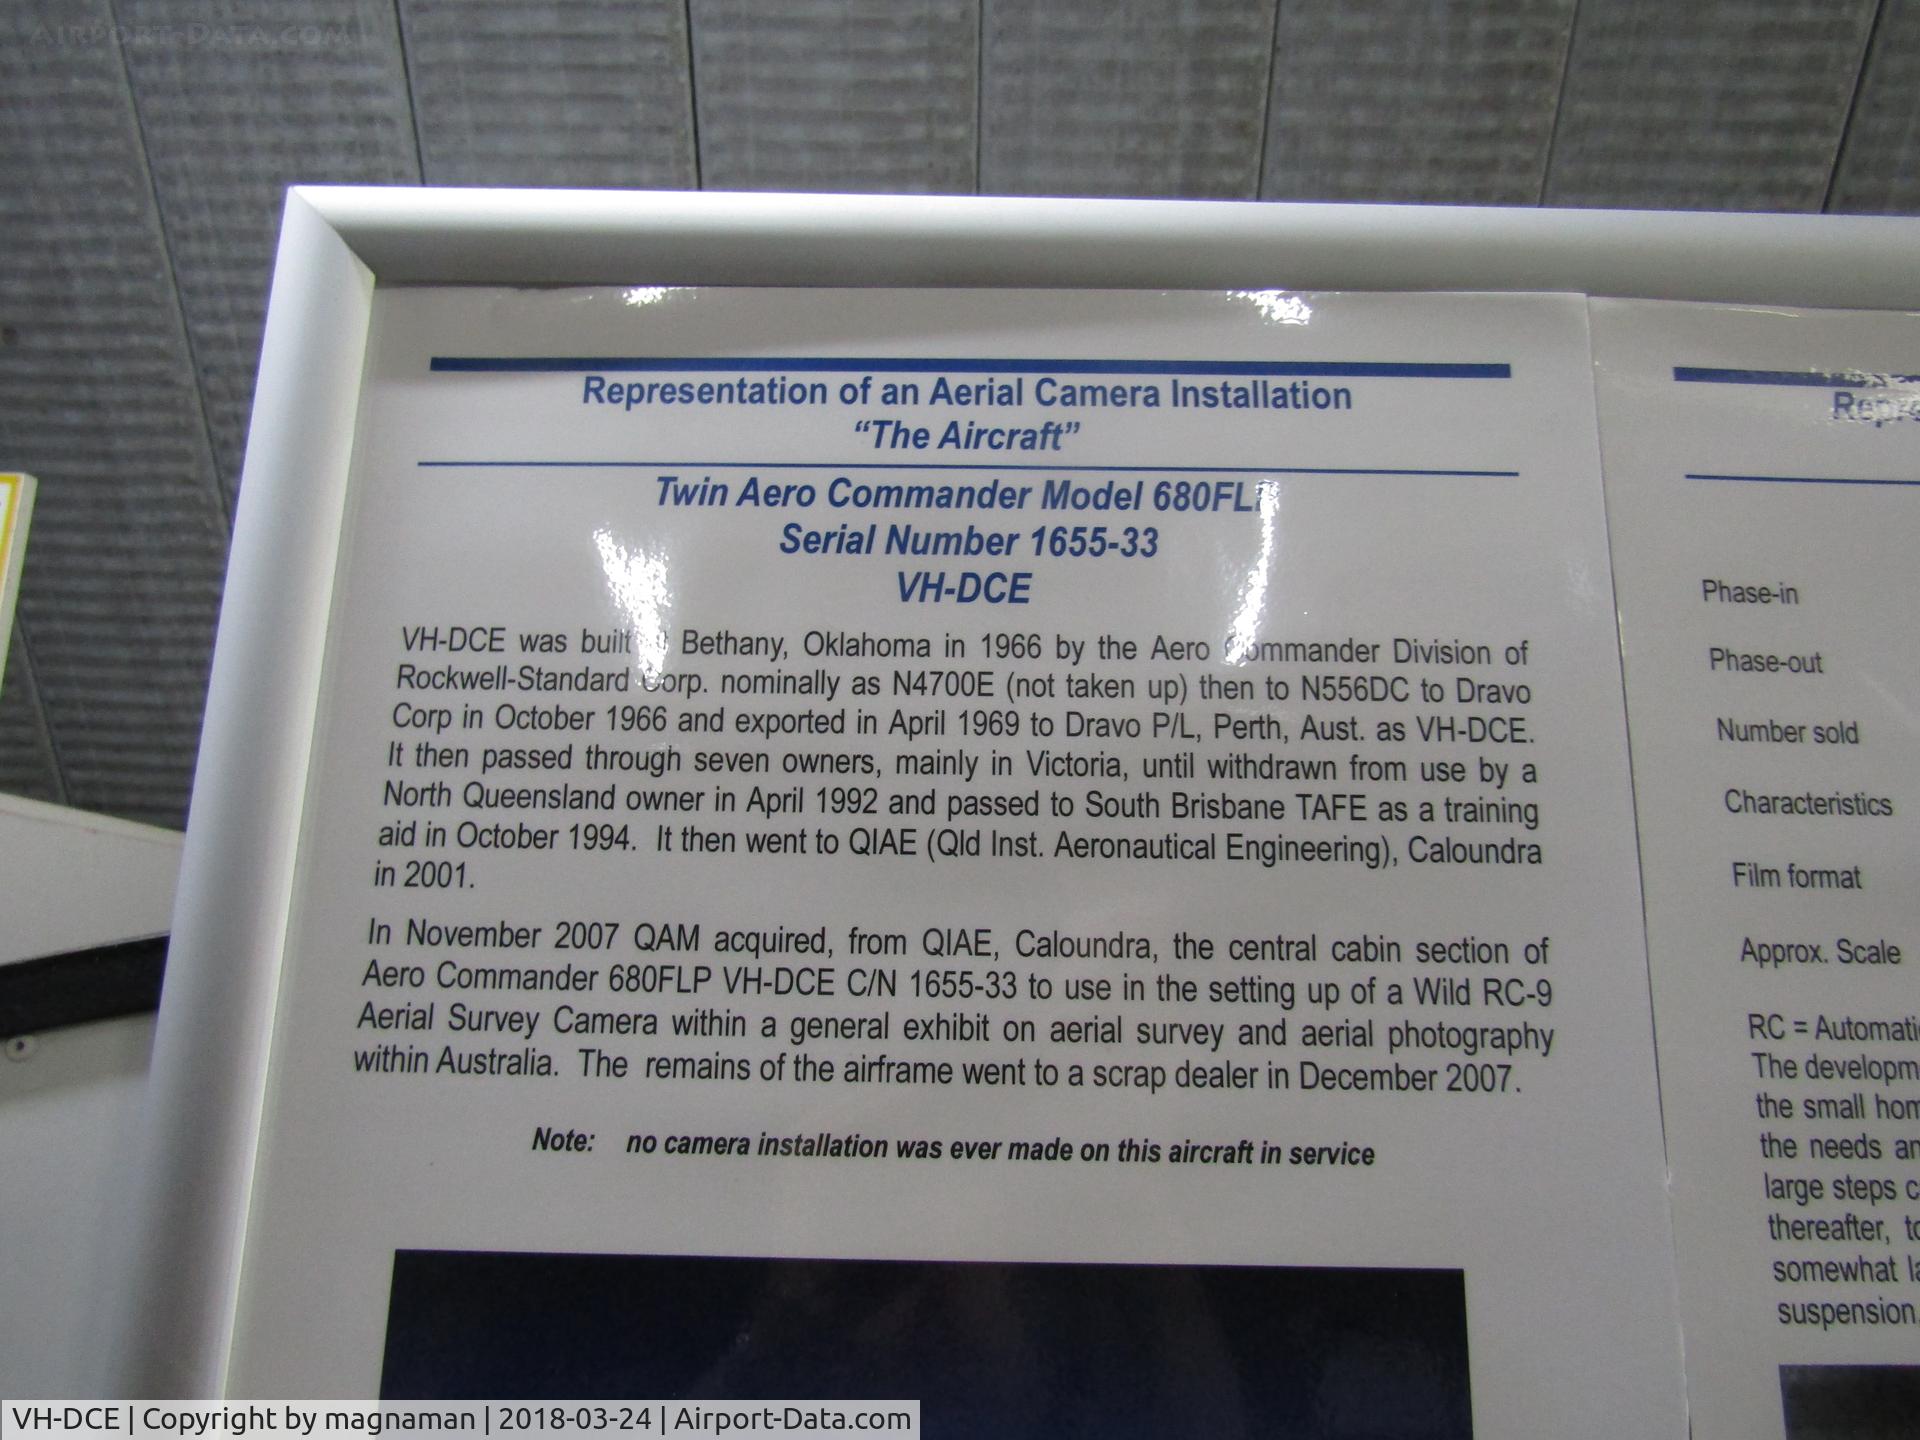 AIRPORT-DATA.COM
Representation of an Aerial Camera Installation
“The Aircraft”
Twin Aero Commander Model 680FLP
Serial Number 1655-33
VH-DCE
VH-DCE was built Bethany, Oklahoma in 1966 by the Aero Commander Division of
Rockwell-Standard Corp. nominally as N4700E (not taken up) then to N556DC to Dravo
Corp in October 1966 and exported in April 1969 to Dravo P/L, Perth, Aust. as VH-DCE.
It then passed through seven owners, mainly in Victoria, until withdrawn from use by a
North Queensland owner in April 1992 and passed to South Brisbane TAFE as a training
aid in October 1994. It then went to QIAE (Qld Inst. Aeronautical Engineering), Caloundra
in 2001.
In November 2007 QAM acquired, from QIAE, Caloundra, the central cabin section of
Aero Commander 680FLP VH-DCE C/N 1655-33 to use in the setting up of a Wild RC-9
Aerial Survey Camera within a general exhibit on aerial survey and aerial photography
within Australia. The remains of the airframe went to a scrap dealer in December 2007.
Note: no camera installation was ever made on this aircraft in service
Phase-in
Phase-out
Number sold
Characteristics
Film format
Approx. Scale
RC = Automati
The developm
the small hom
the needs an
large steps c
thereafter, to
somewhat la
suspension.
VH-DCE | Copyright by magnaman | 2018-03-24 | Airport-Data.com